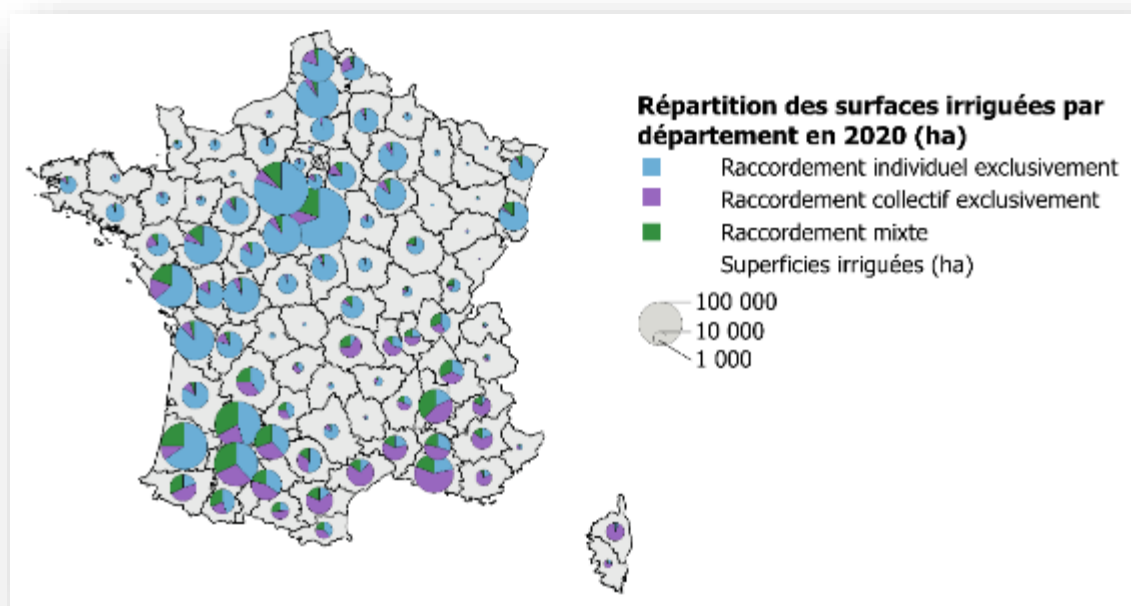 Répartition des surfaces irriguées par
département en 2020 (ha)
Raccordement individuel exclusivement
Raccordement collectif exclusivement
Raccordement mixte
Superficies irriguées (ha)
100 000
10 000
1 000